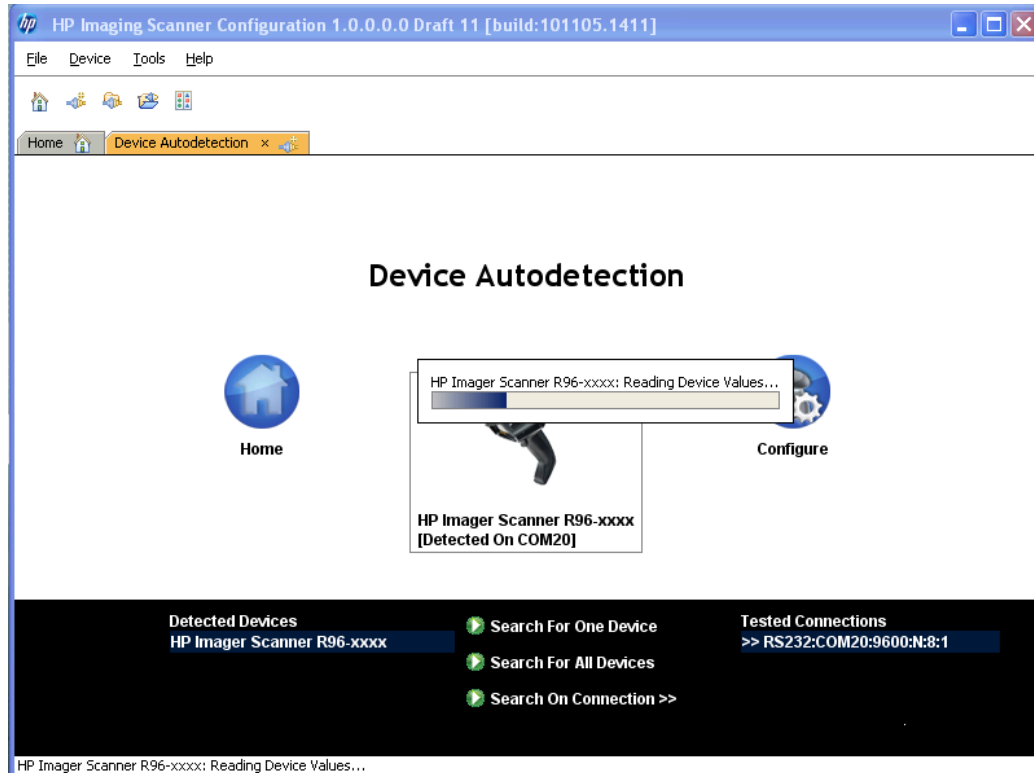 hp HP Imaging Scanner Configuration 1.0.0.0.0 Draft 11 [build:101105.1411]
File Device Tools Help
Home Device Autodetection ×
Device Autodetection
HP Imager Scanner R96-xxxx: Reading Device Values...
Home
Configure
HP Imager Scanner R96-xxxx
[Detected On COM20]
Detected Devices
HP Imager Scanner R96-xxxx
Search For One Device
Search For All Devices
Search On Connection >>
Tested Connections
>> RS232:COM20:9600:N:8:1
HP Imager Scanner R96-xxxx: Reading Device Values...